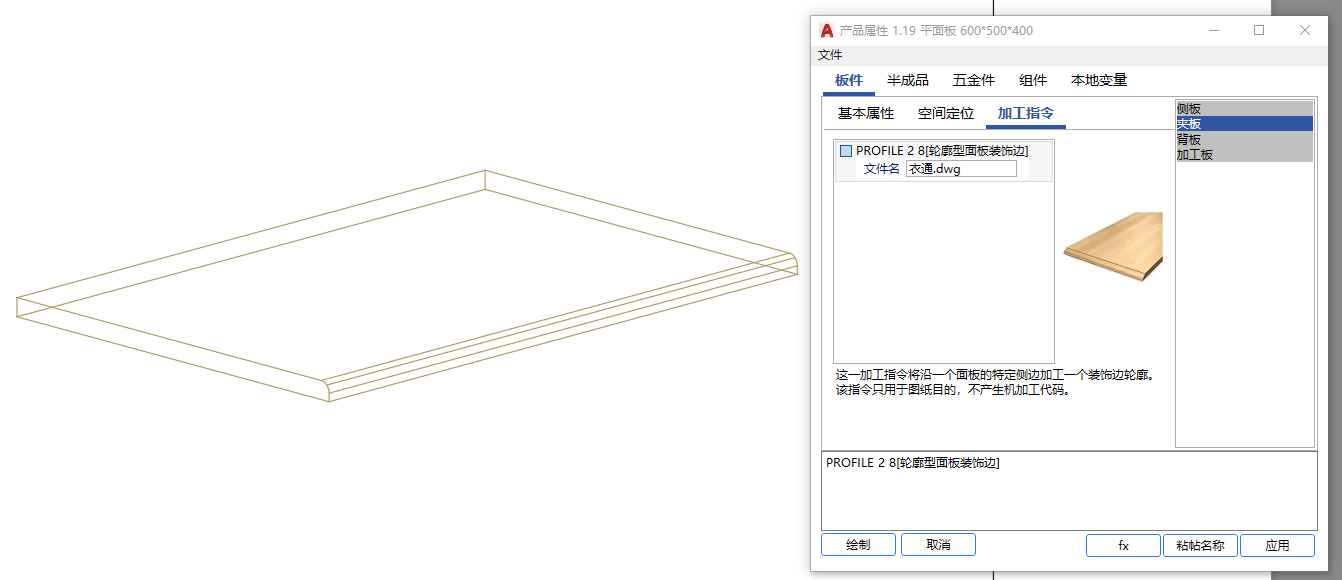 产品属性 1.19 平面板 600*500*400
文件
板件 半成品 五金件 组件 本地变量
基本属性 空间定位 加工指令
侧板
夹板
背板
加工板
PROFILE 2 8[轮廓型面板装饰边]
文件名 衣通.dwg
这一加工指令将沿一个面板的特定侧边加工一个装饰边轮廓。
该指令只用于图纸目的，不产生机加工代码。
PROFILE 2 8[轮廓型面板装饰边]
绘制 取消 fx 粘帖名称 应用